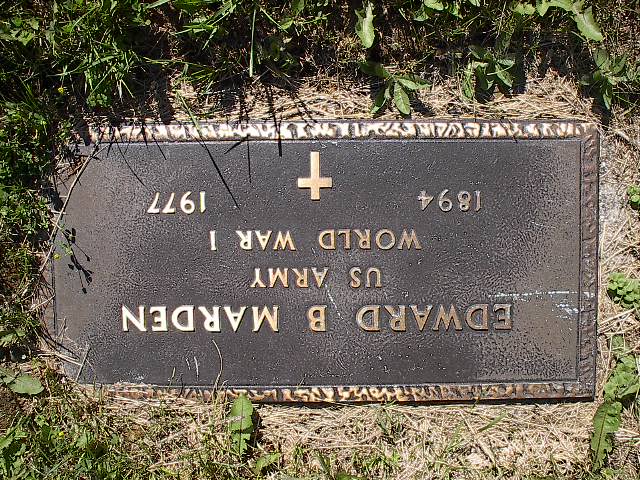 EDWARD B MARDEN
US ARMY
WORLD WAR I
1894 1977